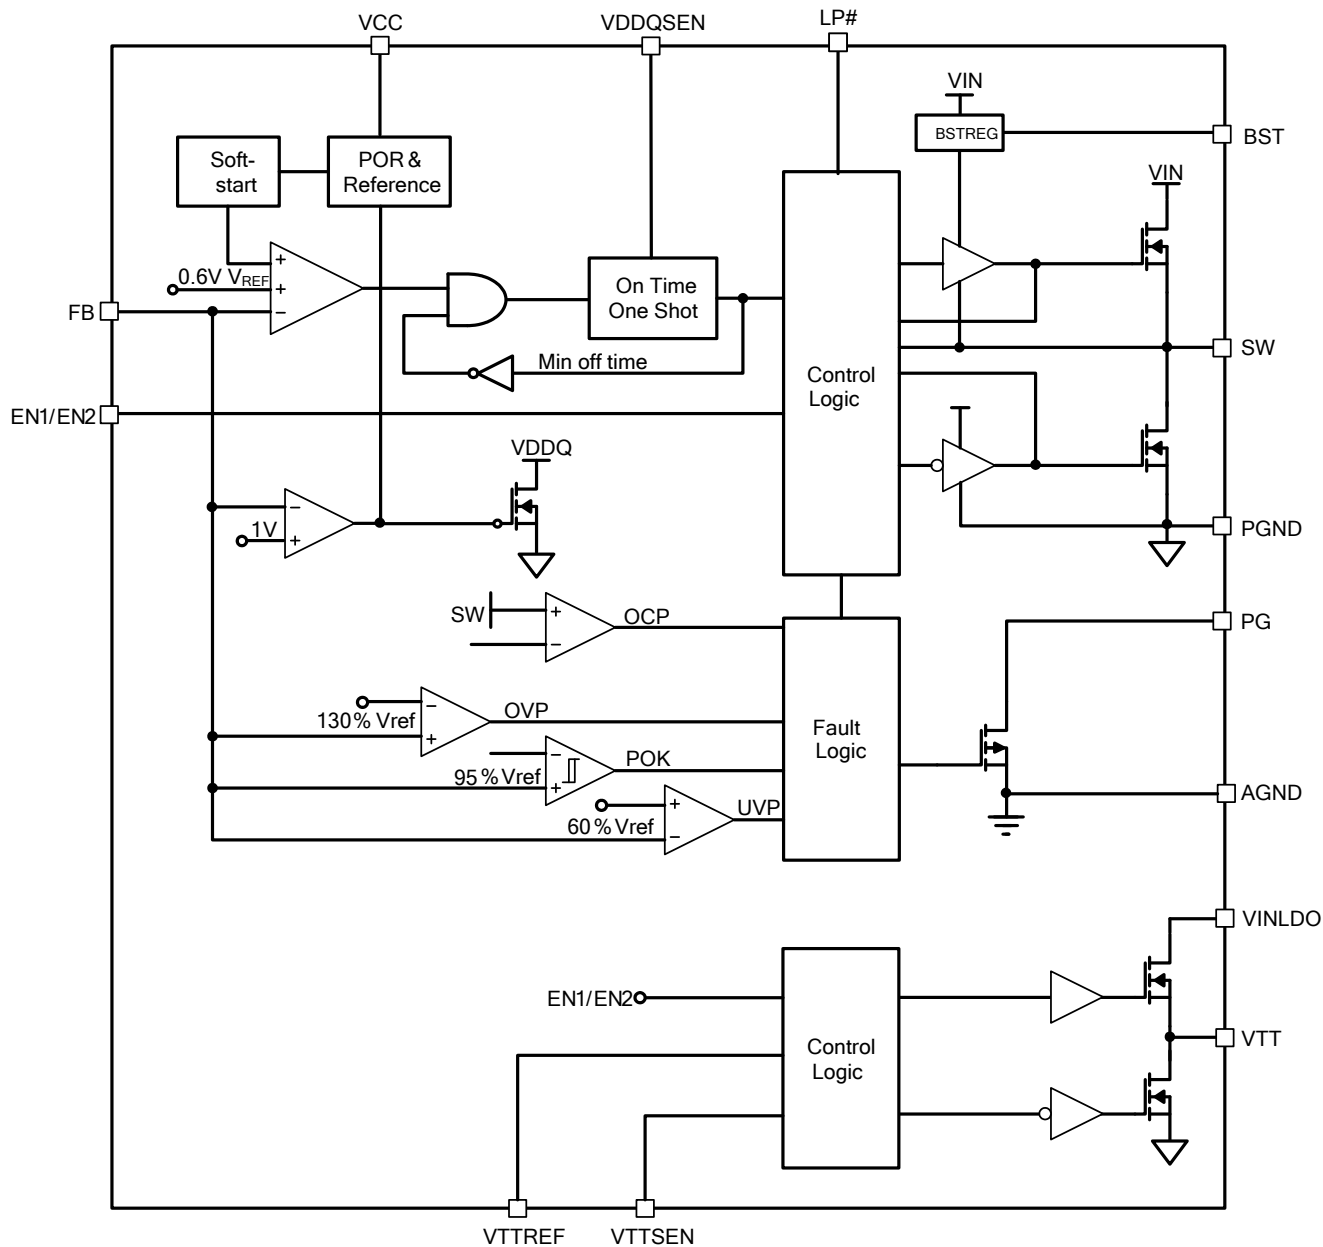 VCC
VDDQSEN
LP#
VIN
BSTREG
BST
Soft-
start
POR &
Reference
VIN
0.6V VREF
+
+
−
On Time
One Shot
FB
Min off time
SW
Control
Logic
EN1/EN2
VDDQ
−
1V
+
PGND
SW
+
−
OCP
PG
−
130% Vref
+
OVP
Fault
Logic
−
95% Vref
+
POK
AGND
+
60% Vref
−
UVP
VINLDO
EN1/EN2
Control
Logic
VTT
VTTREF
VTTSEN